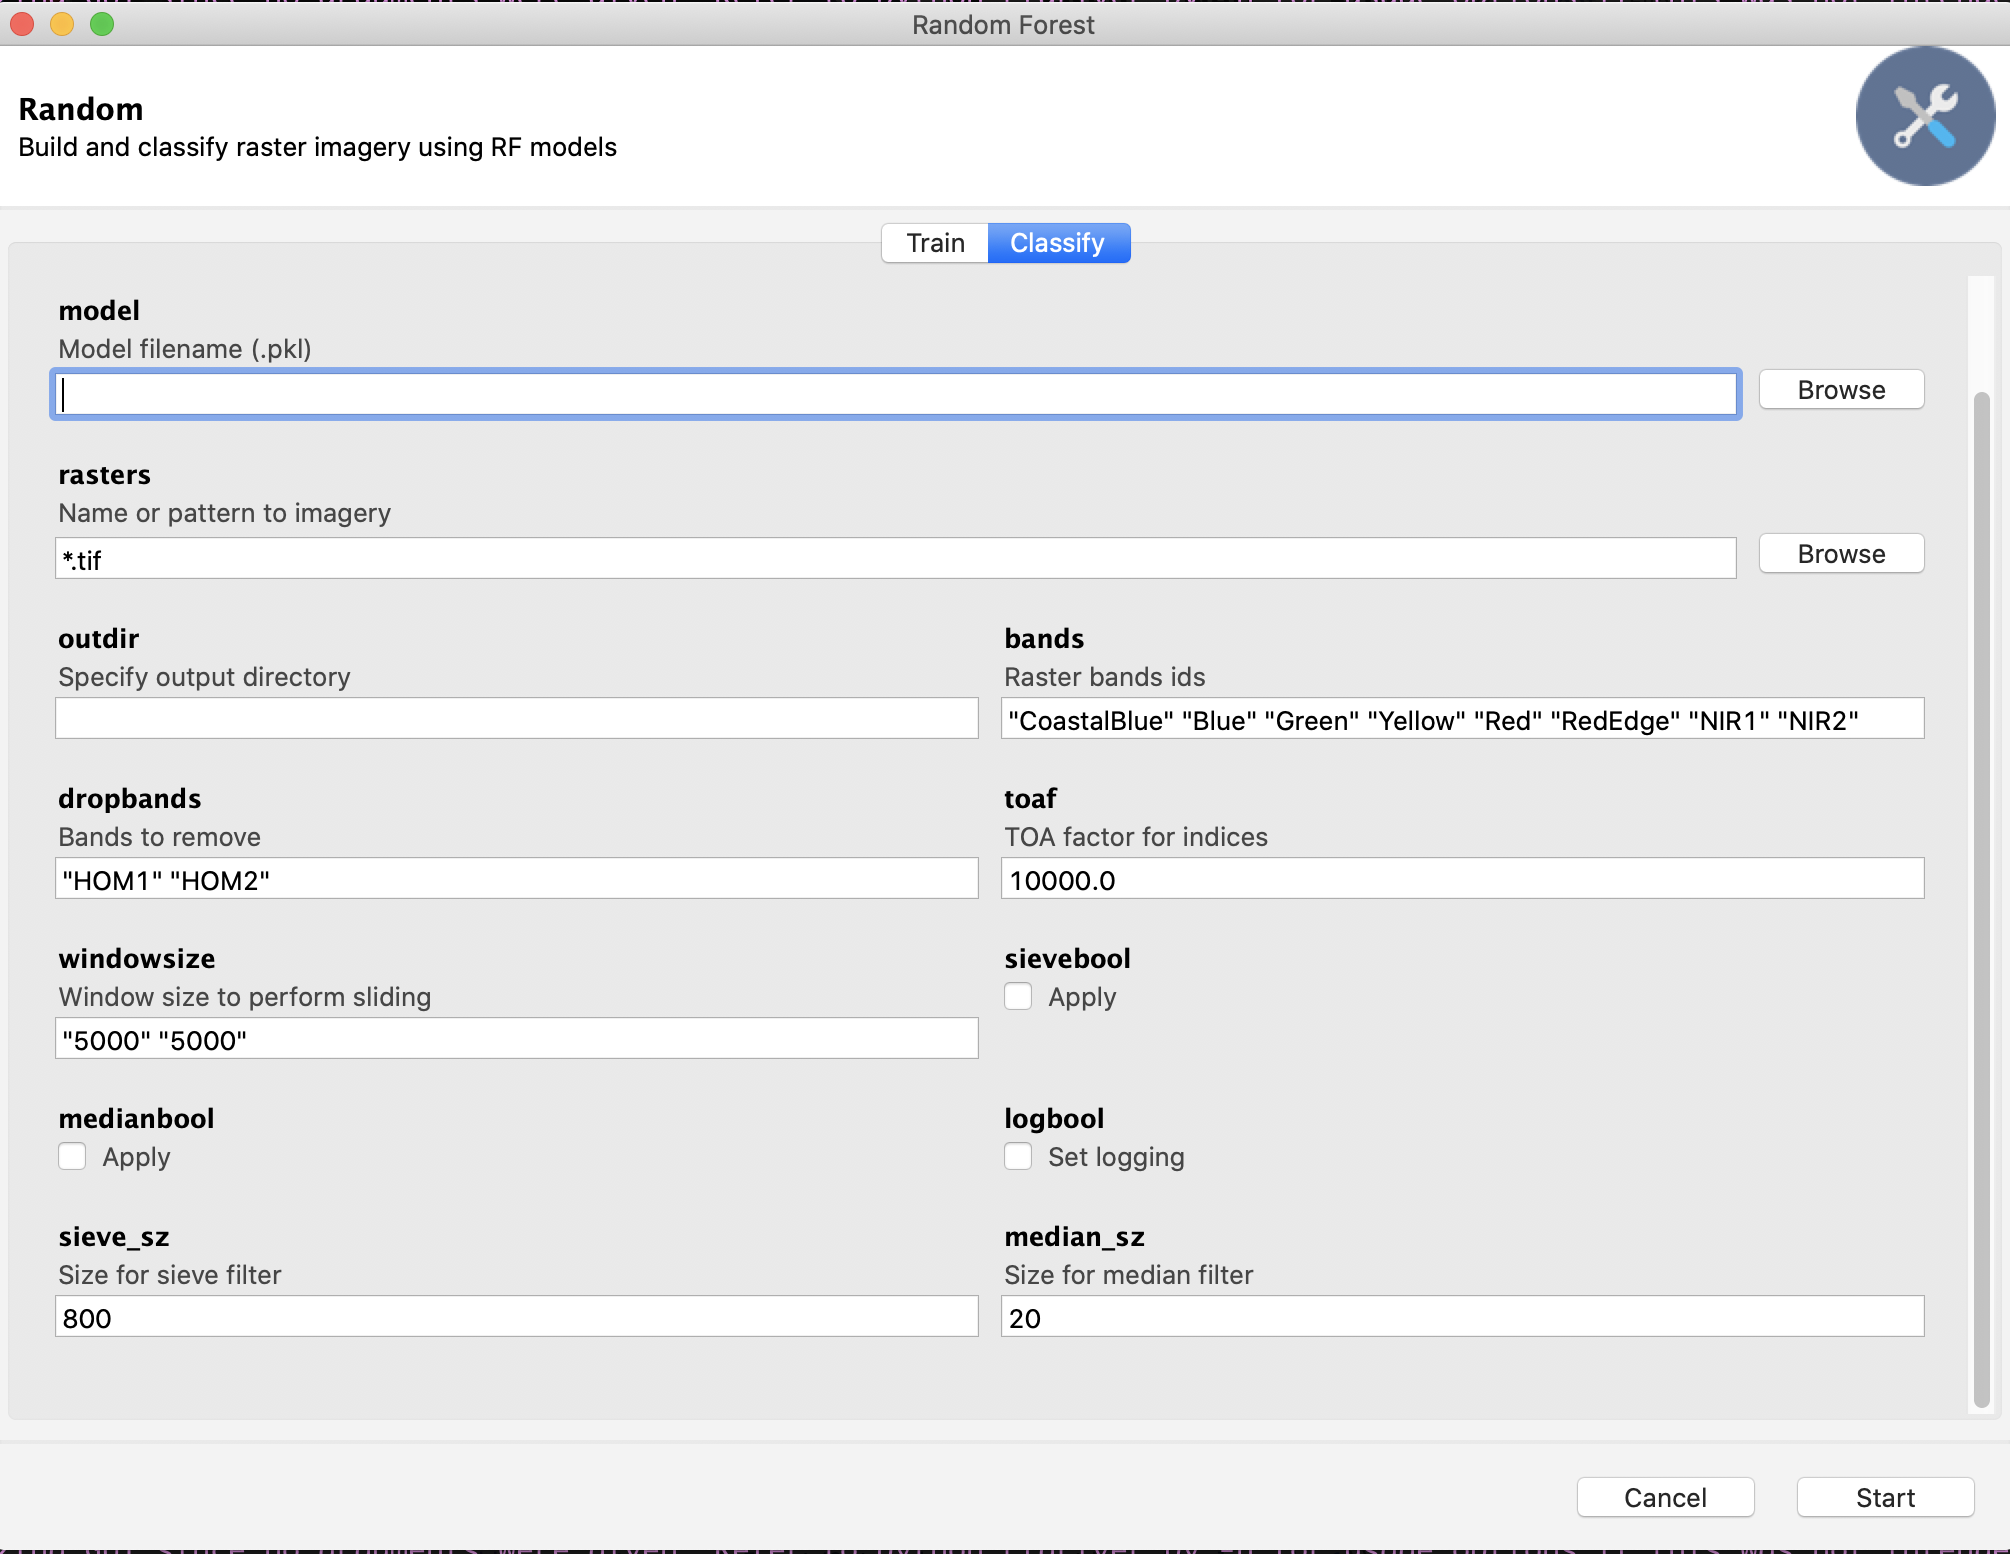 Random Forest
Random
Build and classify raster imagery using RF models
Train Classify
model
Model filename (.pkl)
Browse
rasters
Name or pattern to imagery
*.tif
Browse
outdir
Specify output directory
bands
Raster bands ids
"CoastalBlue" "Blue" "Green" "Yellow" "Red" "RedEdge" "NIR1" "NIR2"
dropbands
Bands to remove
"HOM1" "HOM2"
toaf
TOA factor for indices
10000.0
windowsize
Window size to perform sliding
"5000" "5000"
sievebool
Apply
medianbool
Apply
logbool
Set logging
sieve_sz
Size for sieve filter
800
median_sz
Size for median filter
20
Cancel
Start